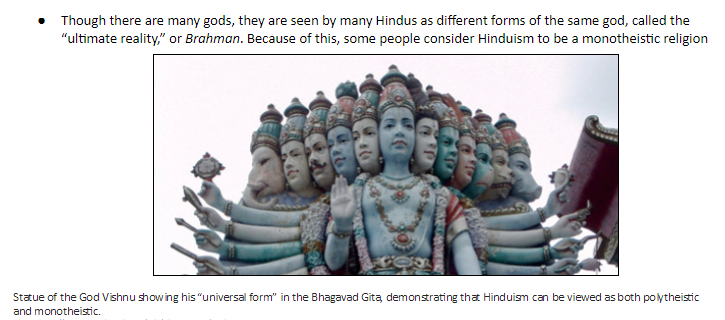 ● Though there are many gods, they are seen by many Hindus as different forms of the same god, called the
“ultimate reality,” or Brahman. Because of this, some people consider Hinduism to be a monotheistic religion
Statue of the God Vishnu showing his “universal form” in the Bhagavad Gita, demonstrating that Hinduism can be viewed as both polytheistic
and monotheistic.